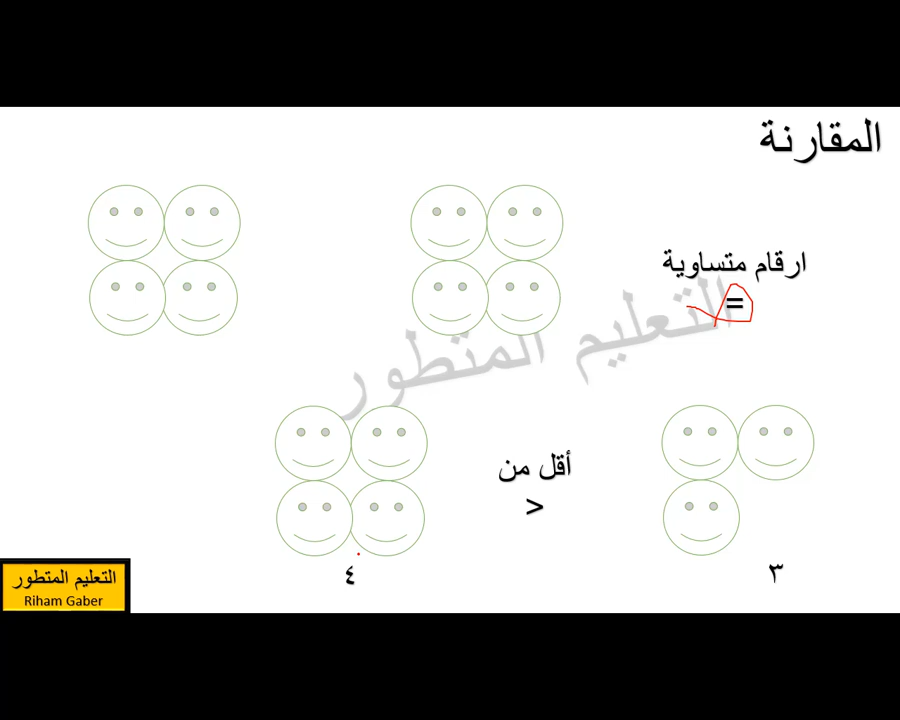 المقارنة
ارقام متساوية
=
التعليم المتطور
أقل من
>
٣
٤
التعليم المتطور
Riham Gaber